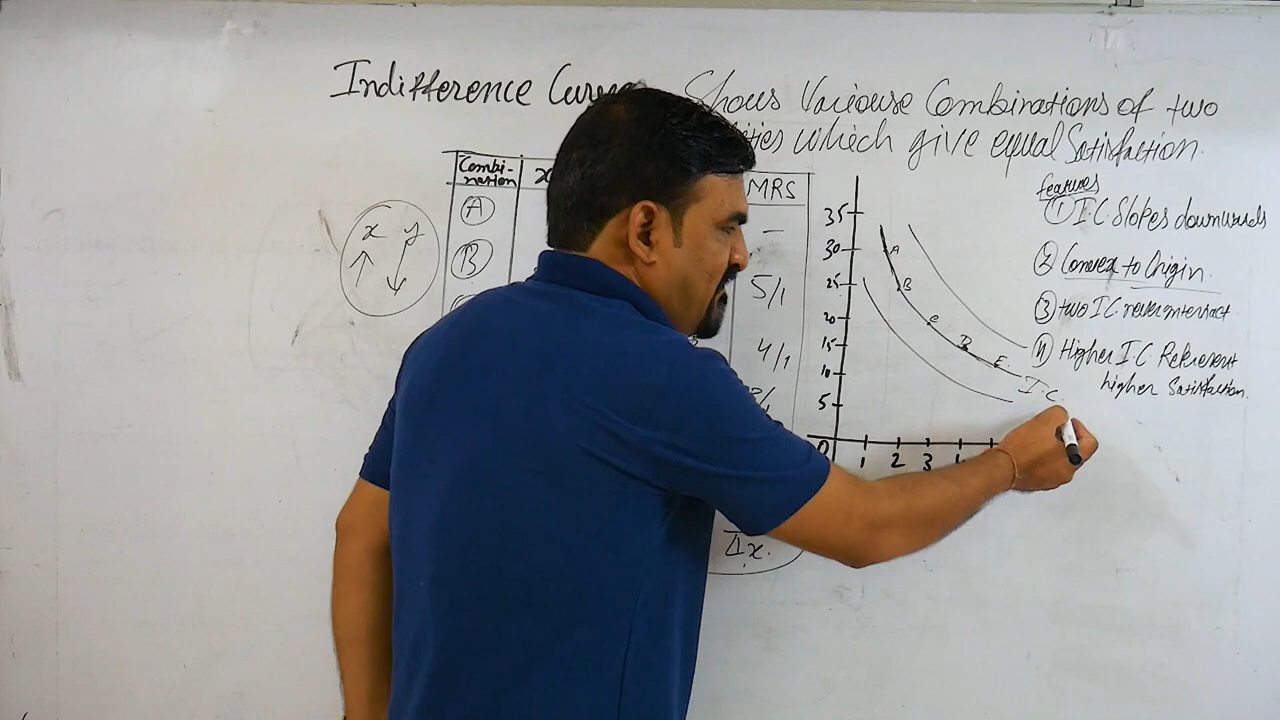 Indifference Curve Shous Variouse Combinations of two
which give equal Satisfaction.
Combi-
nation
x
MRS
A
-
B
5/1
4/1
x y
Δx.
35
30
25
20
15
10
5
0 1 2 3 4
A
B
C
E
I.C
features
① I.C Slopes downwards
② Convex to Origin.
③ two I.C never intersect
④ Higher I.C Represent
higher Satisfaction.